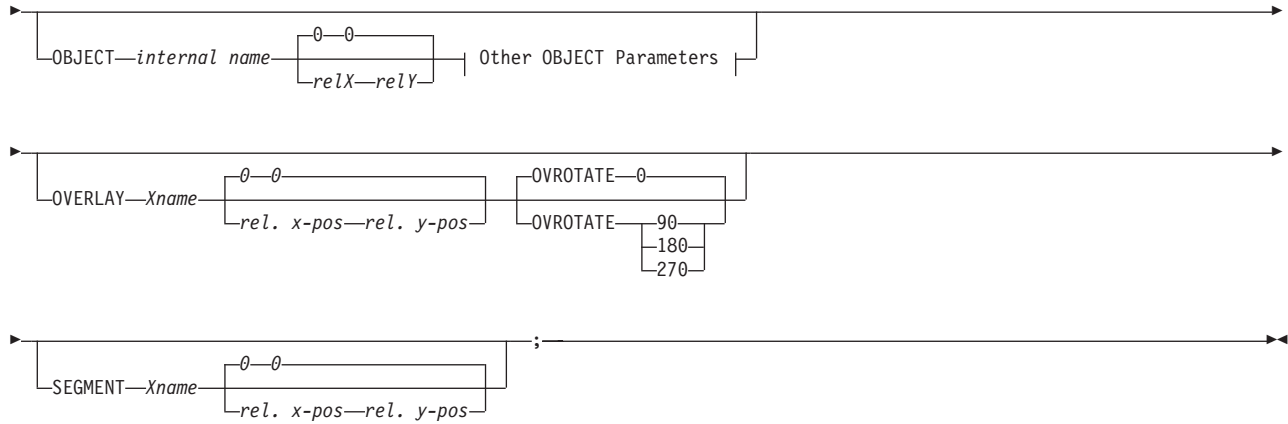 0 0
OBJECT internal name Other OBJECT Parameters
relX relY
0 0 OVROTATE 0
OVERLAY Xname
rel. x-pos rel. y-pos OVROTATE 90
180
270
;
0 0
SEGMENT Xname
rel. x-pos rel. y-pos